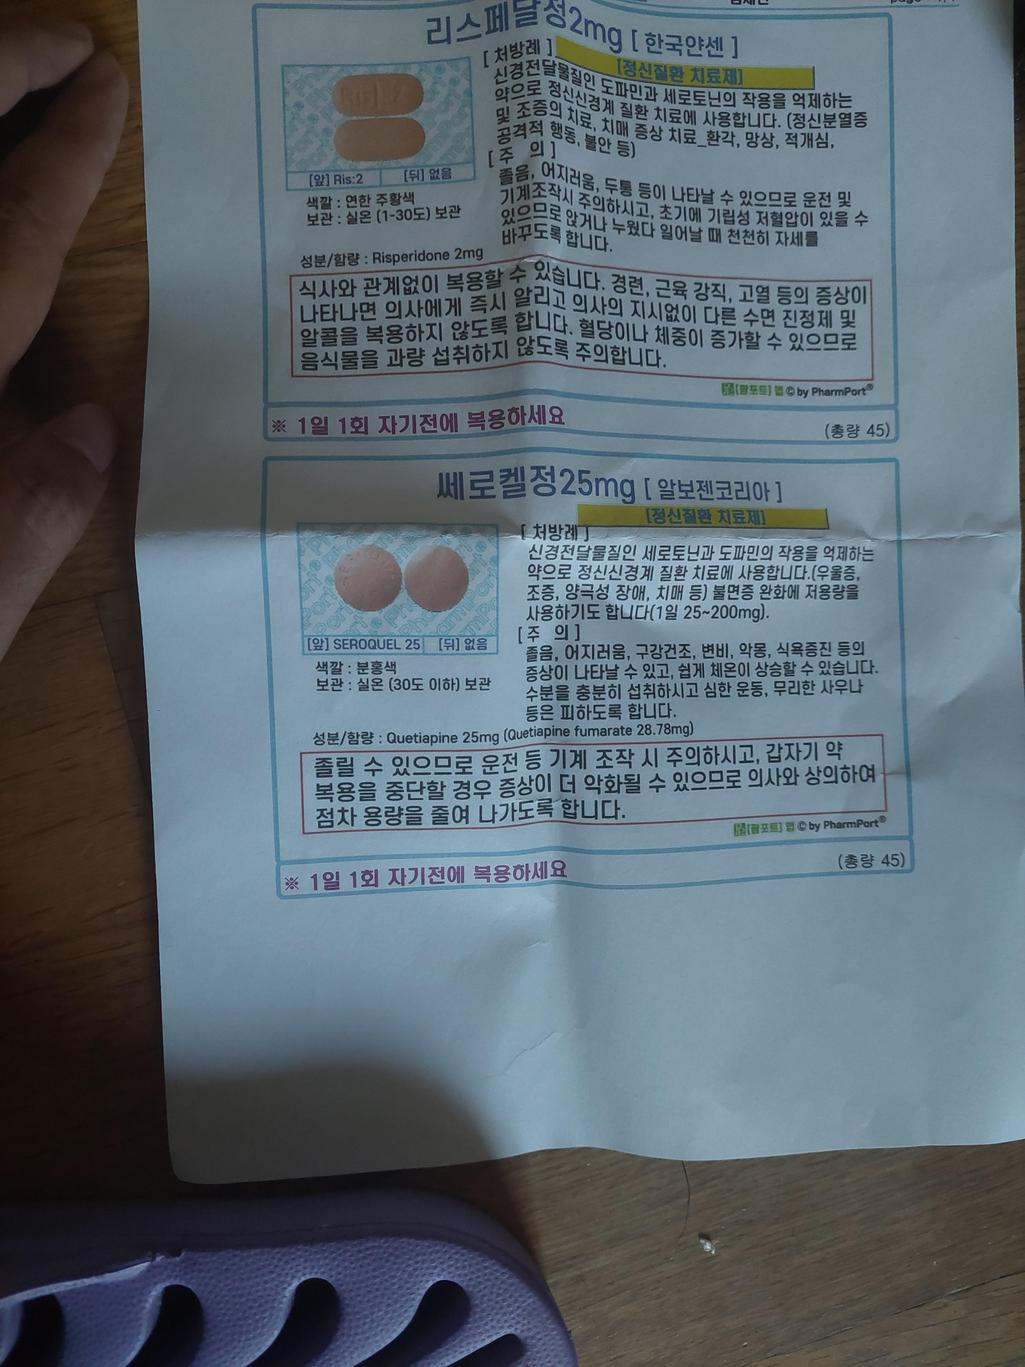 리스페달정2mg [ 한국얀센 ]
[ 처방례 ]
[정신질환 치료제]
신경전달물질인 도파민과 세로토닌의 작용을 억제하는
약으로 정신신경계 질환 치료에 사용합니다. (정신분열증
및 조증의 치료, 치매 증상 치료_환각, 망상, 적개심,
공격적 행동, 불안 등)
[ 주 의 ]
졸음, 어지러움, 두통 등이 나타날 수 있으므로 운전 및
기계조작시 주의하시고, 초기에 기립성 저혈압이 있을 수
있으므로 앉거나 누웠다 일어날 때 천천히 자세를
바꾸도록 합니다.
[앞] Ris:2 [뒤] 없음
색깔 : 연한 주황색
보관 : 실온 (1-30도) 보관
성분/함량 : Risperidone 2mg
식사와 관계없이 복용할 수 있습니다. 경련, 근육 강직, 고열 등의 증상이
나타나면 의사에게 즉시 알리고 의사의 지시없이 다른 수면 진정제 및
알콜을 복용하지 않도록 합니다. 혈당이나 체중이 증가할 수 있으므로
음식물을 과량 섭취하지 않도록 주의합니다.
[팜포트] 앱 © by PharmPort®
※ 1일 1회 자기전에 복용하세요
(총량 45)
쎄로켈정25mg [ 알보젠코리아 ]
[정신질환 치료제]
[ 처방례 ]
신경전달물질인 세로토닌과 도파민의 작용을 억제하는
약으로 정신신경계 질환 치료에 사용합니다.(우울증,
조증, 양극성 장애, 치매 등) 불면증 완화에 저용량을
사용하기도 합니다(1일 25~200mg).
[ 주 의 ]
졸음, 어지러움, 구강건조, 변비, 악몽, 식욕증진 등의
증상이 나타날 수 있고, 쉽게 체온이 상승할 수 있습니다.
수분을 충분히 섭취하시고 심한 운동, 무리한 사우나
등은 피하도록 합니다.
[앞] SEROQUEL 25 [뒤] 없음
색깔 : 분홍색
보관 : 실온 (30도 이하) 보관
성분/함량 : Quetiapine 25mg (Quetiapine fumarate 28.78mg)
졸릴 수 있으므로 운전 등 기계 조작 시 주의하시고, 갑자기 약
복용을 중단할 경우 증상이 더 악화될 수 있으므로 의사와 상의하여
점차 용량을 줄여 나가도록 합니다.
[팜포트] 앱 © by PharmPort®
※ 1일 1회 자기전에 복용하세요
(총량 45)